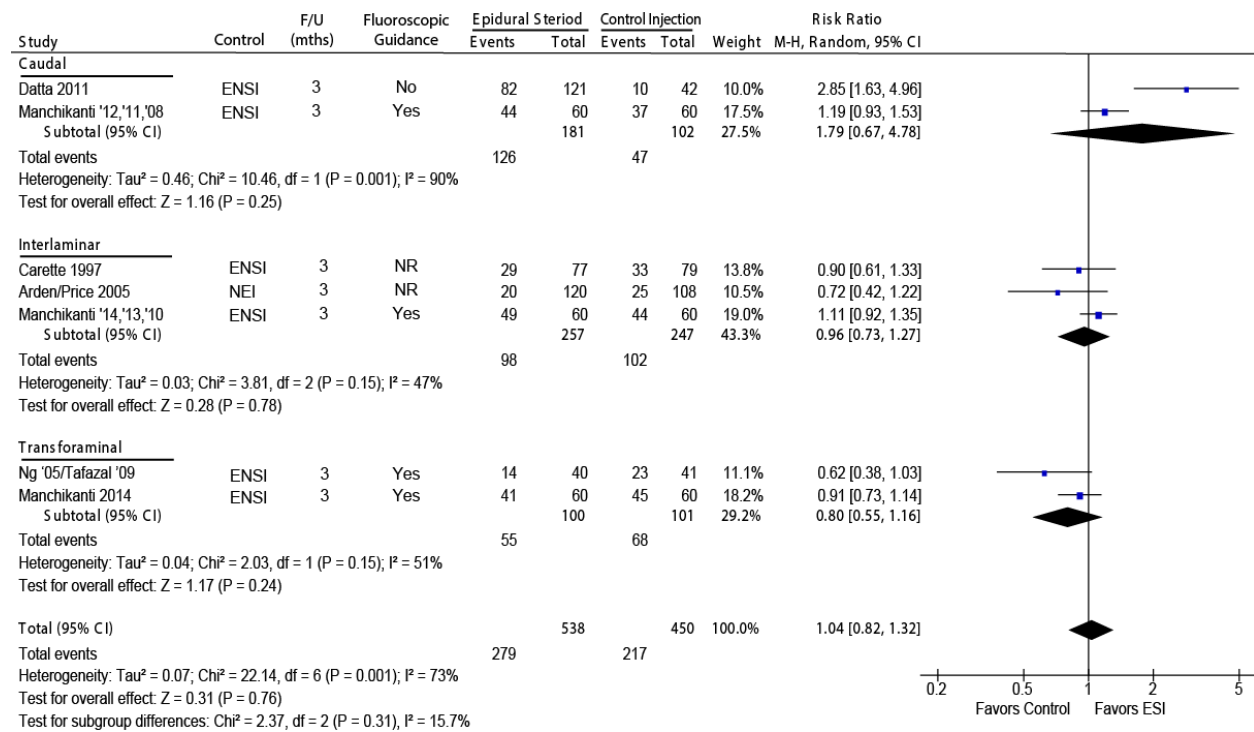 F/U Fluoroscopic Epidural Steriod Control Injection Risk Ratio
Study Control (mths) Guidance Events Total Events Total Weight M-H, Random, 95% CI
Caudal
Datta 2011 ENSI 3 No 82 121 10 42 10.0% 2.85 [1.63, 4.96]
Manchikanti '12,'11,'08 ENSI 3 Yes 44 60 37 60 17.5% 1.19 [0.93, 1.53]
Subtotal (95% CI) 181 102 27.5% 1.79 [0.67, 4.78]
Total events 126 47
Heterogeneity: Tau² = 0.46; Chi² = 10.46, df = 1 (P = 0.001); I² = 90%
Test for overall effect: Z = 1.16 (P = 0.25)
Interlaminar
Carette 1997 ENSI 3 NR 29 77 33 79 13.8% 0.90 [0.61, 1.33]
Arden/Price 2005 NEI 3 NR 20 120 25 108 10.5% 0.72 [0.42, 1.22]
Manchikanti '14,'13,'10 ENSI 3 Yes 49 60 44 60 19.0% 1.11 [0.92, 1.35]
Subtotal (95% CI) 257 247 43.3% 0.96 [0.73, 1.27]
Total events 98 102
Heterogeneity: Tau² = 0.03; Chi² = 3.81, df = 2 (P = 0.15); I² = 47%
Test for overall effect: Z = 0.28 (P = 0.78)
Transforaminal
Ng '05/Tafazal '09 ENSI 3 Yes 14 40 23 41 11.1% 0.62 [0.38, 1.03]
Manchikanti 2014 ENSI 3 Yes 41 60 45 60 18.2% 0.91 [0.73, 1.14]
Subtotal (95% CI) 100 101 29.2% 0.80 [0.55, 1.16]
Total events 55 68
Heterogeneity: Tau² = 0.04; Chi² = 2.03, df = 1 (P = 0.15); I² = 51%
Test for overall effect: Z = 1.17 (P = 0.24)
Total (95% CI) 538 450 100.0% 1.04 [0.82, 1.32]
Total events 279 217
Heterogeneity: Tau² = 0.07; Chi² = 22.14, df = 6 (P = 0.001); I² = 73%
Test for overall effect: Z = 0.31 (P = 0.76)
Test for subgroup differences: Chi² = 2.37, df = 2 (P = 0.31), I² = 15.7%
0.2 0.5 1 2 5
Favors Control Favors ESI